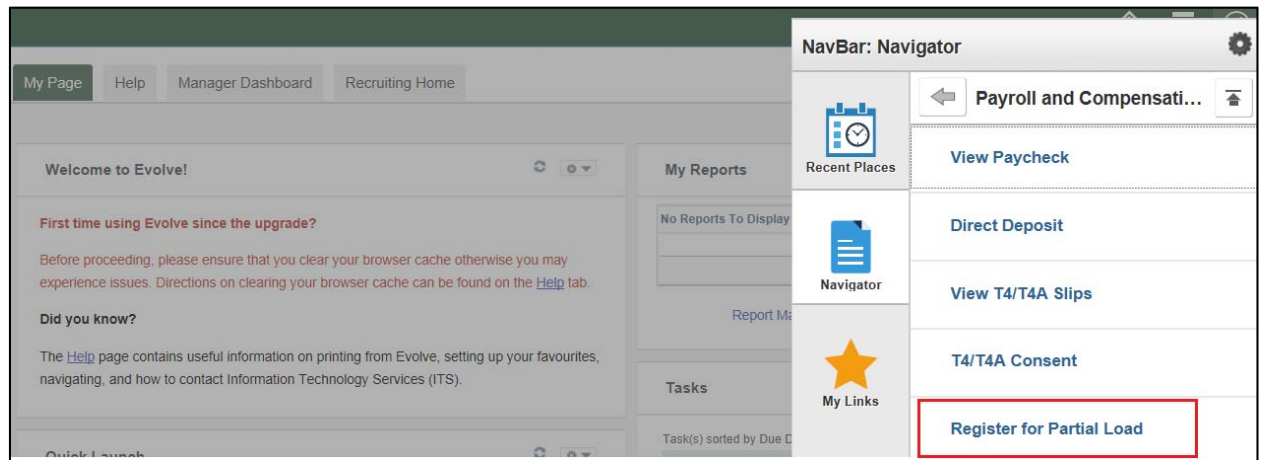 My Page
Help
Manager Dashboard
Recruiting Home
Welcome to Evolve!
First time using Evolve since the upgrade?
Before proceeding, please ensure that you clear your browser cache otherwise you may
experience issues. Directions on clearing your browser cache can be found on the Help tab.
Did you know?
The Help page contains useful information on printing from Evolve, setting up your favourites,
navigating, and how to contact Information Technology Services (ITS).
Quick Launch
My Reports
No Reports To Display
Report
Tasks
Task(s) sorted by Due
NavBar: Navigator
Recent Places
Navigator
My Links
Payroll and Compensati...
View Paycheck
Direct Deposit
View T4/T4A Slips
T4/T4A Consent
Register for Partial Load